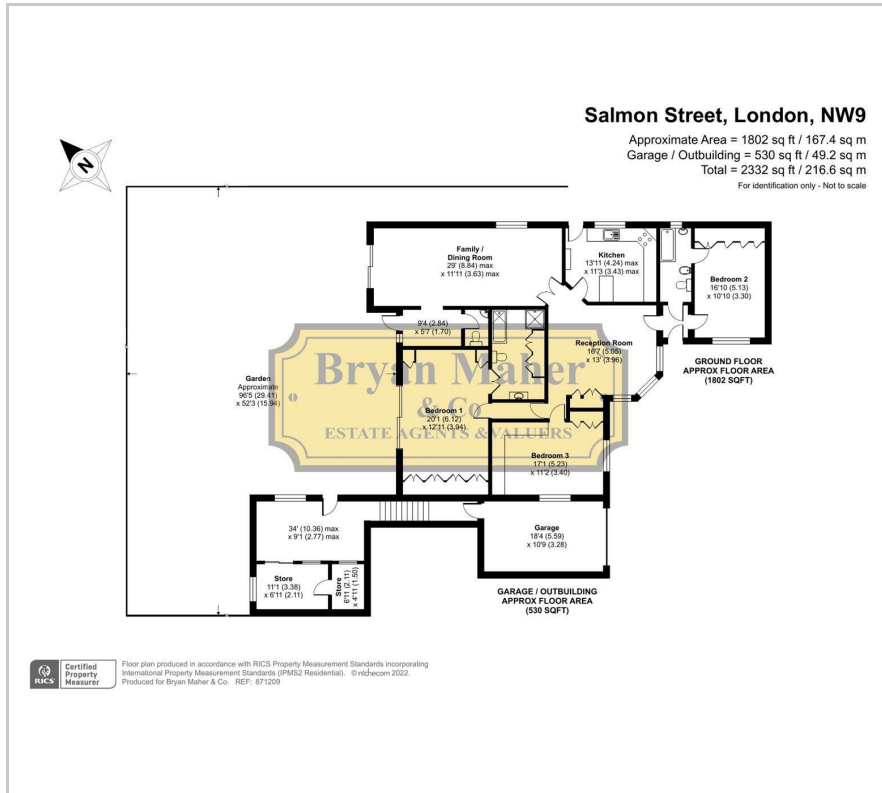 Salmon Street, London, NW9
Approximate Area = 1802 sq ft / 167.4 sq m
Garage / Outbuilding = 530 sq ft / 49.2 sq m
Total = 2332 sq ft / 216.6 sq m
For identification only - Not to scale
N
Family /
Dining Room
29' (8.84) max
x 11'11 (3.63) max
Kitchen
13'11 (4.24) max
x 11'3 (3.43) max
Bedroom 2
16'10 (5.13)
x 10'10 (3.30)
9'4 (2.84)
x 5'7 (1.70)
Reception Room
16'7 (5.05)
x 13' (3.96)
GROUND FLOOR
APPROX FLOOR AREA
(1802 SQFT)
Garden
Approximate
96'5 (29.41)
x 52'3 (15.94)
Bryan Maher
& Co
ESTATE AGENTS & VALUERS
Bedroom 1
20'1 (6.12)
x 12'11 (3.94)
Bedroom 3
17'1 (5.23)
x 11'2 (3.40)
34' (10.36) max
x 9'1 (2.77) max
Garage
18'4 (5.59)
x 10'9 (3.28)
Store
11'1 (3.38)
x 6'11 (2.11)
Store
6'11 (2.11)
x 4'11 (1.50)
GARAGE / OUTBUILDING
APPROX FLOOR AREA
(530 SQFT)
RICS
Certified
Property
Measurer
Floor plan produced in accordance with RICS Property Measurement Standards incorporating
International Property Measurement Standards (IPMS2 Residential). © 2022.
Produced for Bryan Maher & Co. REF: 871209